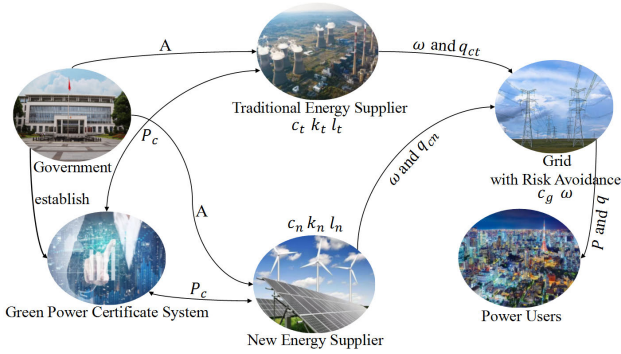 A
ω and q_ct
Traditional Energy Supplier
c_t k_t l_t
P_c
Government
Grid
with Risk Avoidance
c_g ω
ω and q_cn
establish
A
P and q
c_n k_n l_n
P_c
Green Power Certificate System
New Energy Supplier
Power Users